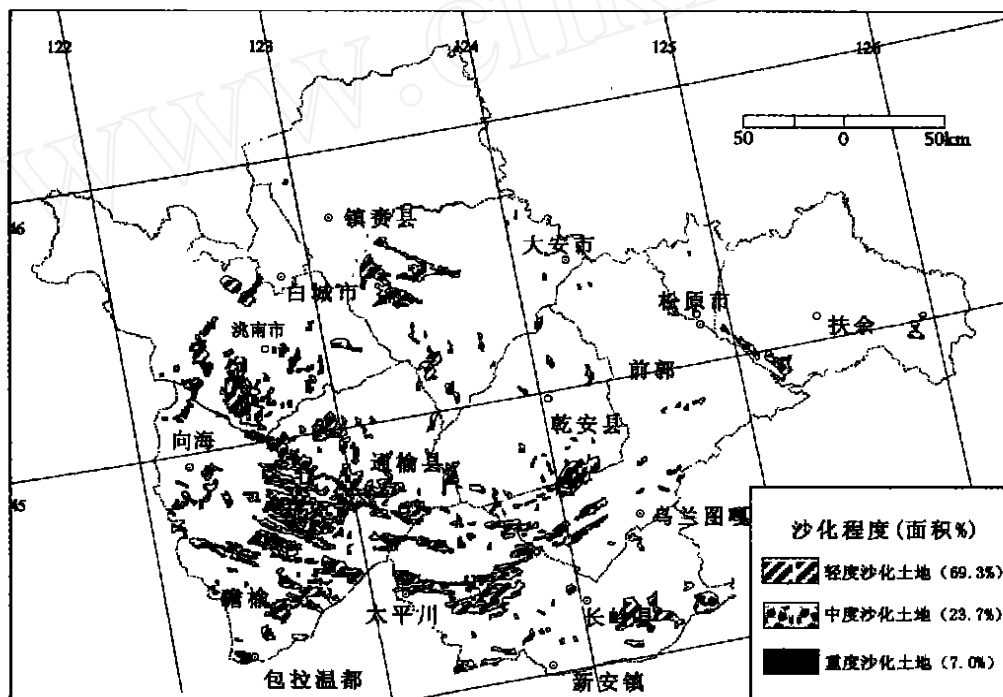 www.cnki
122
123
124
125
126
50 0 50km
46
镇赉县
大安市
白城市
松原市
扶余
洮南市
前郭
乾安县
向海
通榆县
45
乌兰图嘎
瞻榆
太平川
长岭县
包拉温都
新安镇
沙化程度(面积%)
轻度沙化土地(69.3%)
中度沙化土地(23.7%)
重度沙化土地(7.0%)